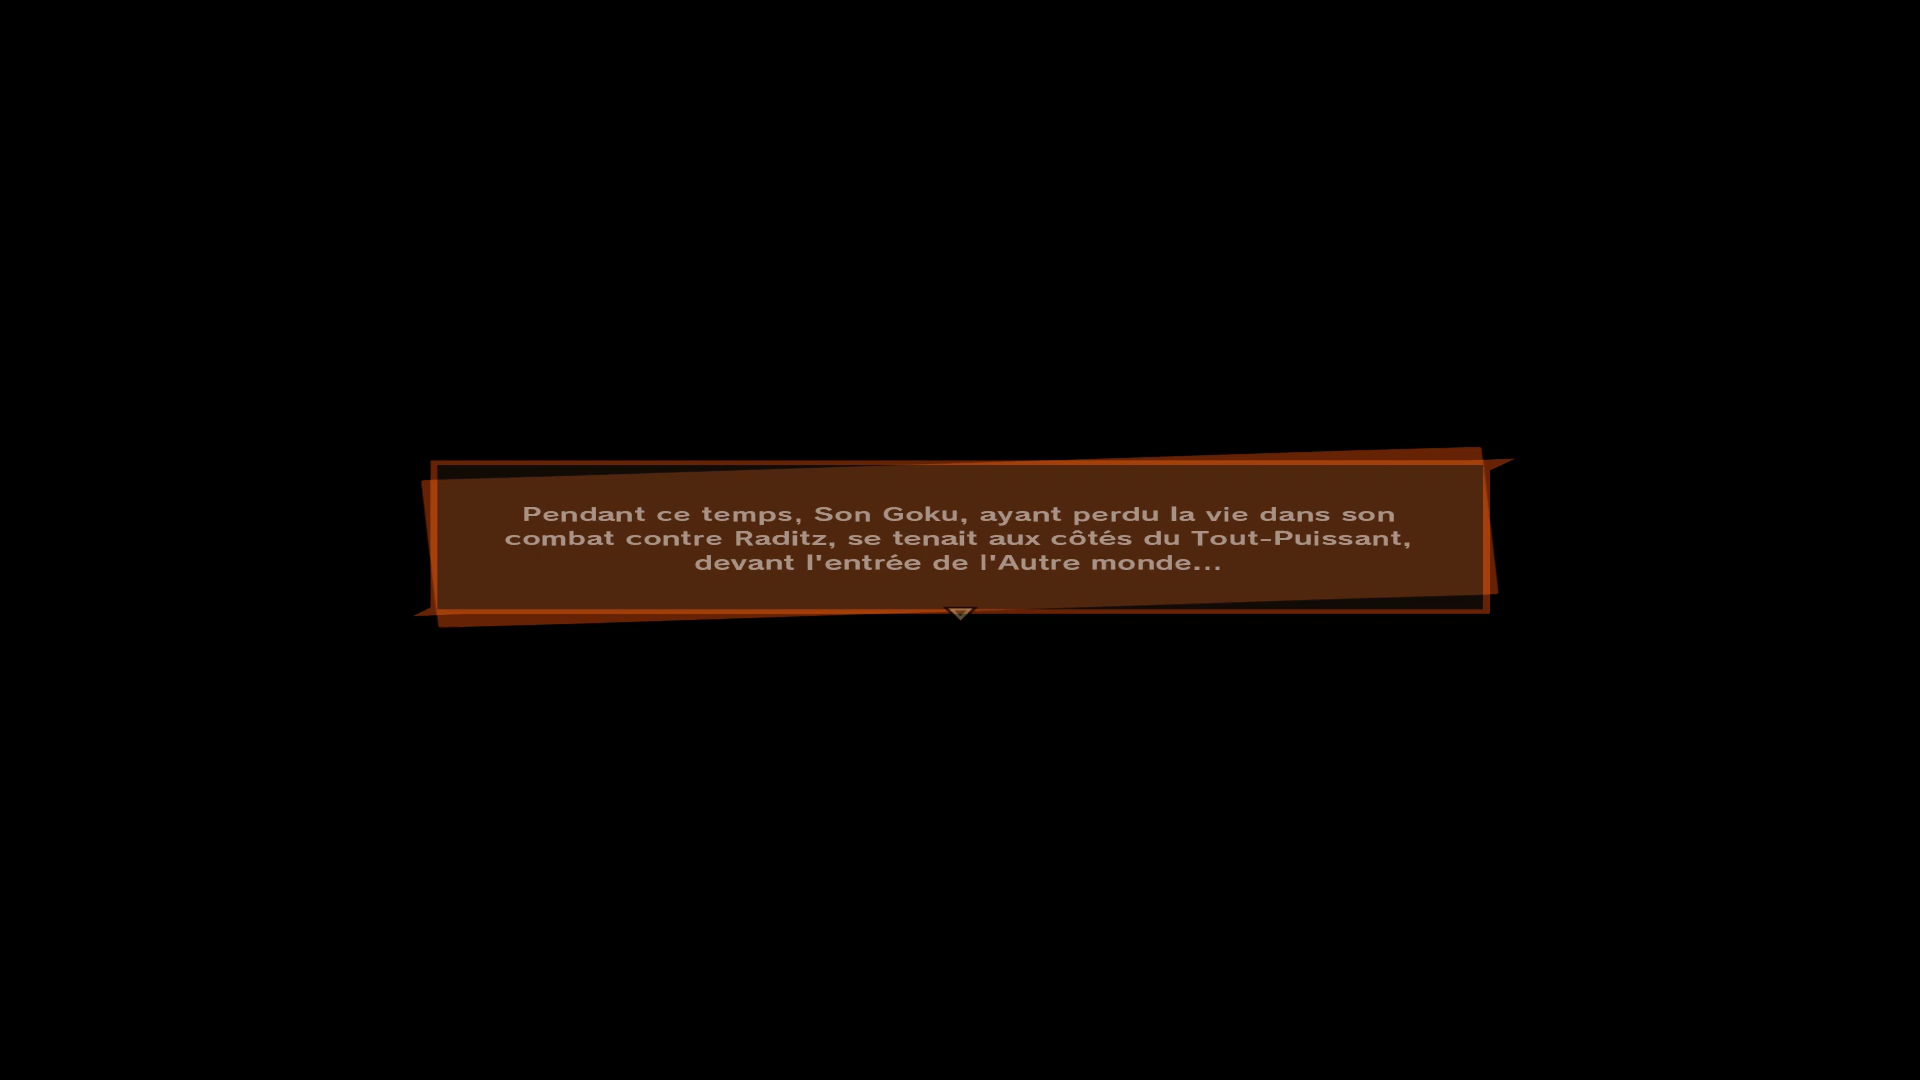 Pendant ce temps, Son Goku, ayant perdu la vie dans son
combat contre Raditz, se tenait aux côtés du Tout-Puissant,
devant l'entrée de l'Autre monde...